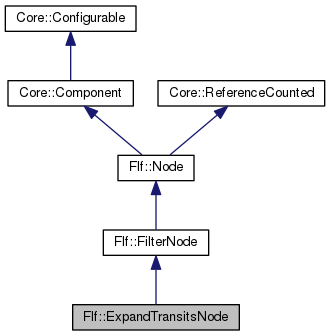 Core::Configurable
Core::Component
Core::ReferenceCounted
Flf::Node
Flf::FilterNode
Flf::ExpandTransitsNode